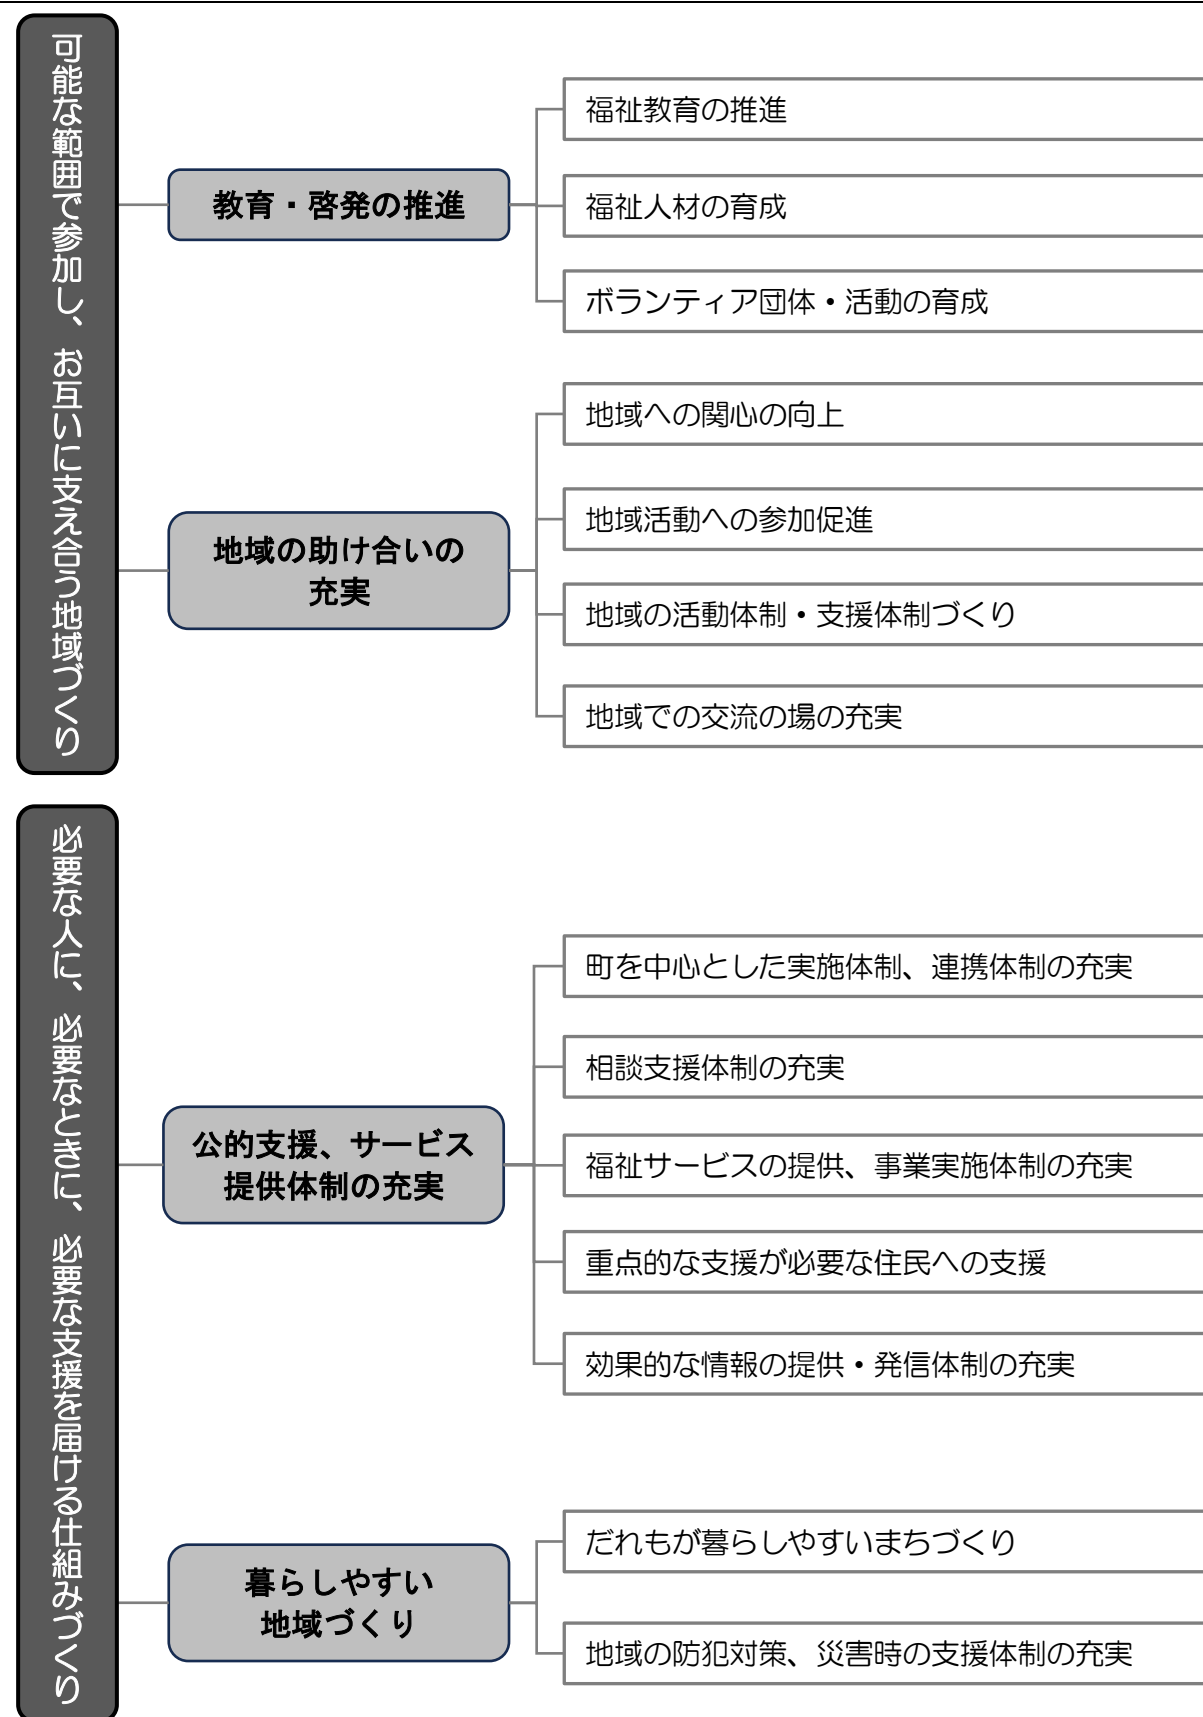 可能な範囲で参加し、お互いに支え合う地域づくり
教育・啓発の推進
福祉教育の推進
福祉人材の育成
ボランティア団体・活動の育成
地域の助け合いの
充実
地域への関心の向上
地域活動への参加促進
地域の活動体制・支援体制づくり
地域での交流の場の充実
必要な人に、必要なときに、必要な支援を届ける仕組みづくり
公的支援、サービス
提供体制の充実
町を中心とした実施体制、連携体制の充実
相談支援体制の充実
福祉サービスの提供、事業実施体制の充実
重点的な支援が必要な住民への支援
効果的な情報の提供・発信体制の充実
暮らしやすい
地域づくり
だれもが暮らしやすいまちづくり
地域の防犯対策、災害時の支援体制の充実